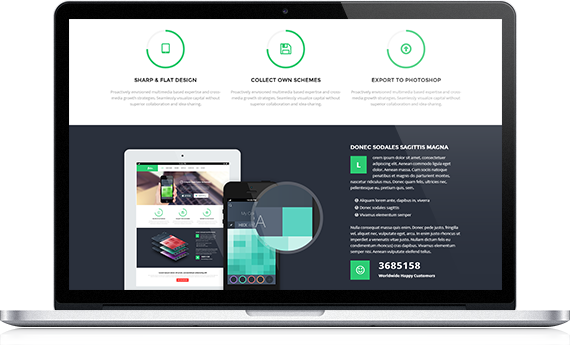 SHARP & FLAT DESIGN
COLLECT OWN SCHEMES
EXPORT TO PHOTOSHOP
Proactively envisioned multimedia based expertise and cross-
media growth strategies. Seamlessly visualize capital without
superior collaboration and idea-sharing.
Proactively envisioned multimedia based expertise and cross-
media growth strategies. Seamlessly visualize capital without
superior collaboration and idea-sharing.
Proactively envisioned multimedia based expertise and cross-
media growth strategies. Seamlessly visualize capital without
superior collaboration and idea-sharing.
DONEC SODALES SAGITTIS MAGNA
L
orem ipsum dolor sit amet, consectetuer
adipiscing elit. Aenean commodo ligula eget
dolor. Aenean massa. Cum sociis natoque
penatibus et magnis dis parturient montes,
nascetur ridiculus mus. Donec quam felis, ultricies nec,
pellentesque eu, pretium quis, sem.
Aliquam lorem ante, dapibus in, viverra
Donec sodales sagittis
Vivamus elementum semper
Nulla consequat massa quis enim. Donec pede justo, fringilla
vel, aliquet nec, vulputate eget, arcu. In enim justo rhoncus ut
imperdiet a venenatis vitae justo. Nullam dictum felis eu
pede mollis pretium. Integer
Aenean vulputate eleifend tellus.
3685158
Worldwide Happy Customers
HEX
A